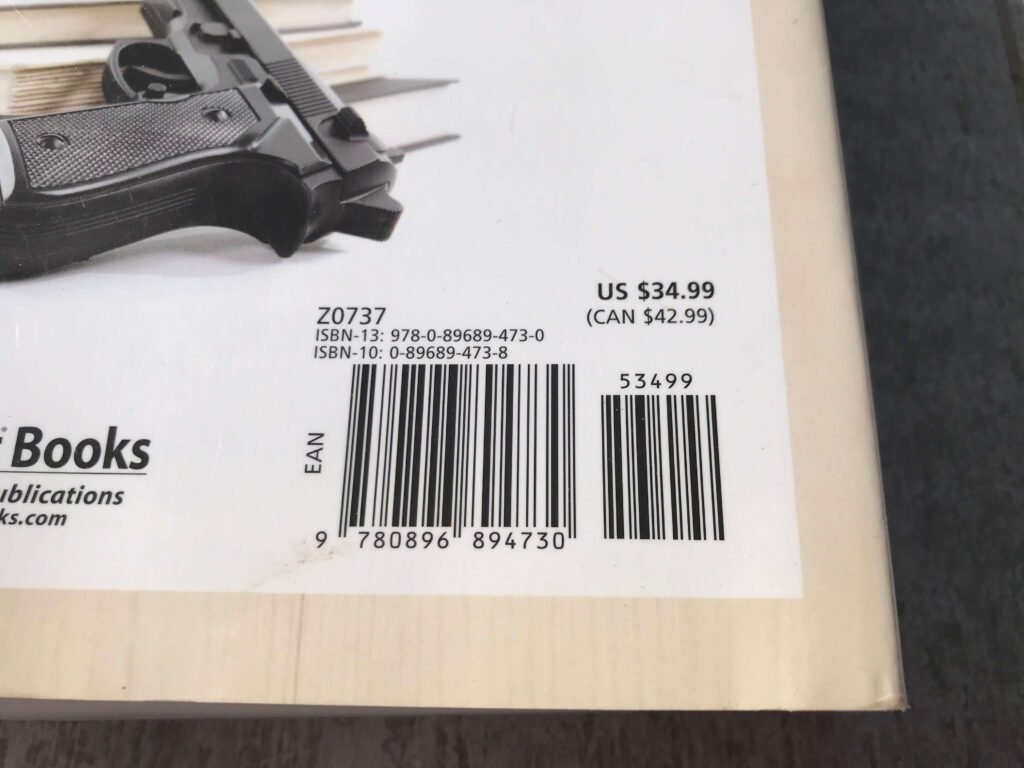 US $34.99
(CAN $42.99)
Z0737
ISBN-13: 978-0-89689-473-0
ISBN-10: 0-89689-473-8
53499
EAN
9 780896 894730
Books
ublications
ks.com